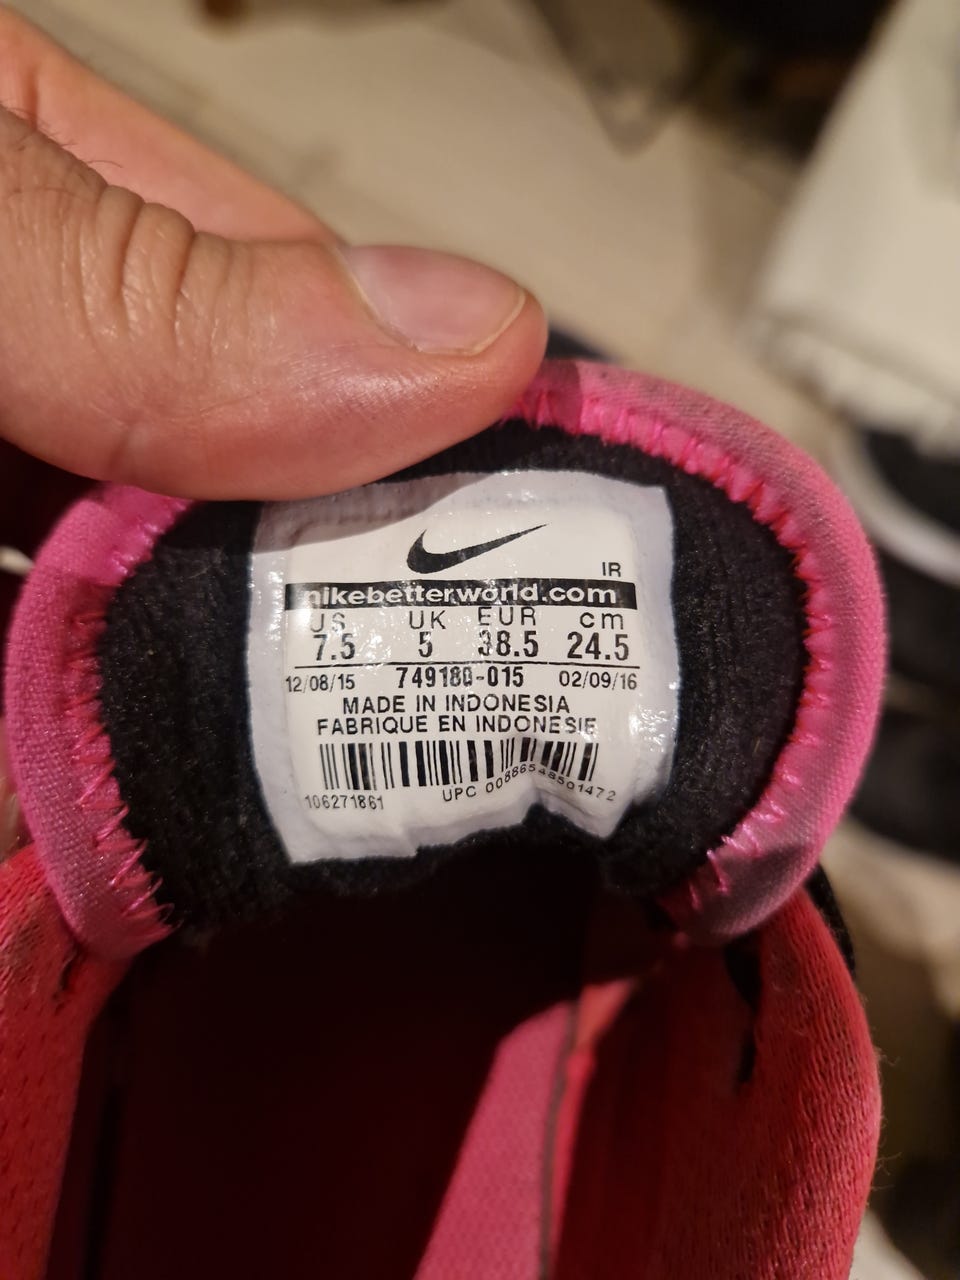 IR
nikebetterworld.com
US UK EUR cm
7.5 5 38.5 24.5
12/08/15 749180-015 02/09/16
MADE IN INDONESIA
FABRIQUE EN INDONESIE
106271861 UPC 00886548501472